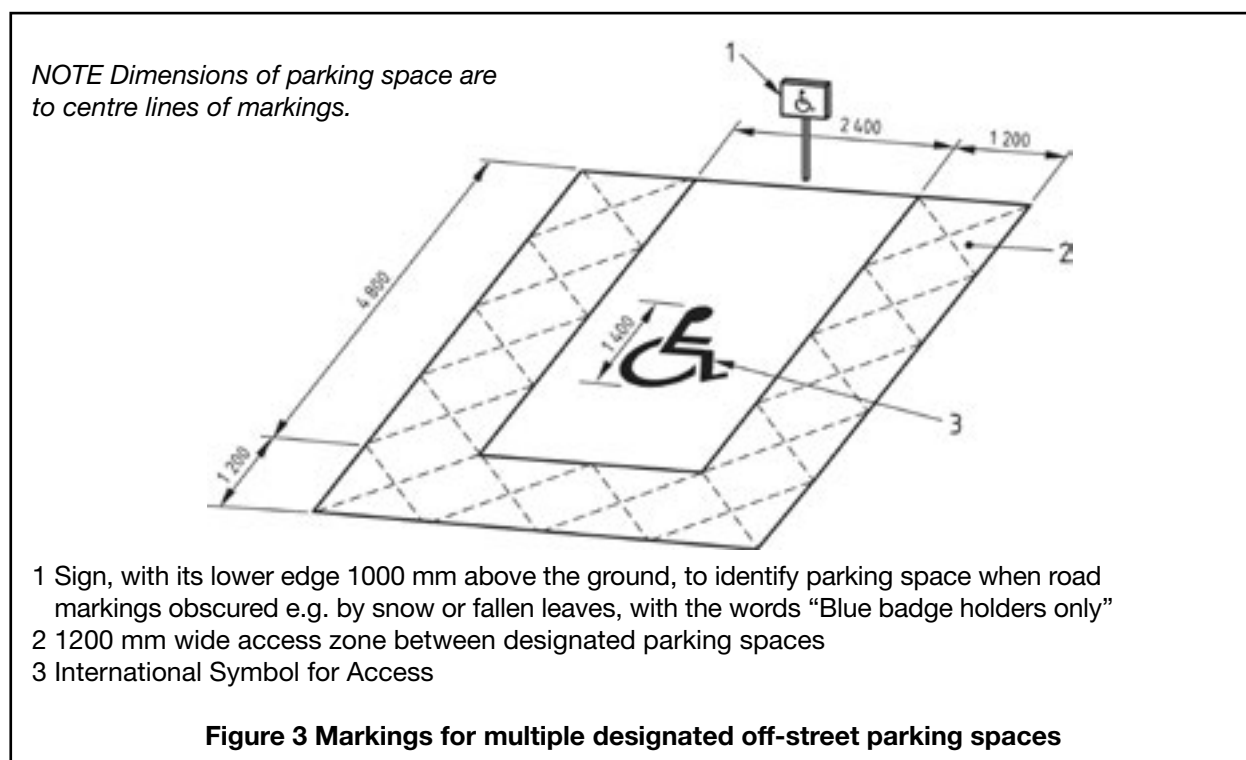 NOTE Dimensions of parking space are
to centre lines of markings.
1
2 400
1 200
2
4 800
1 400
3
1 200
1 Sign, with its lower edge 1000 mm above the ground, to identify parking space when road
markings obscured e.g. by snow or fallen leaves, with the words “Blue badge holders only”
2 1200 mm wide access zone between designated parking spaces
3 International Symbol for Access
Figure 3 Markings for multiple designated off-street parking spaces